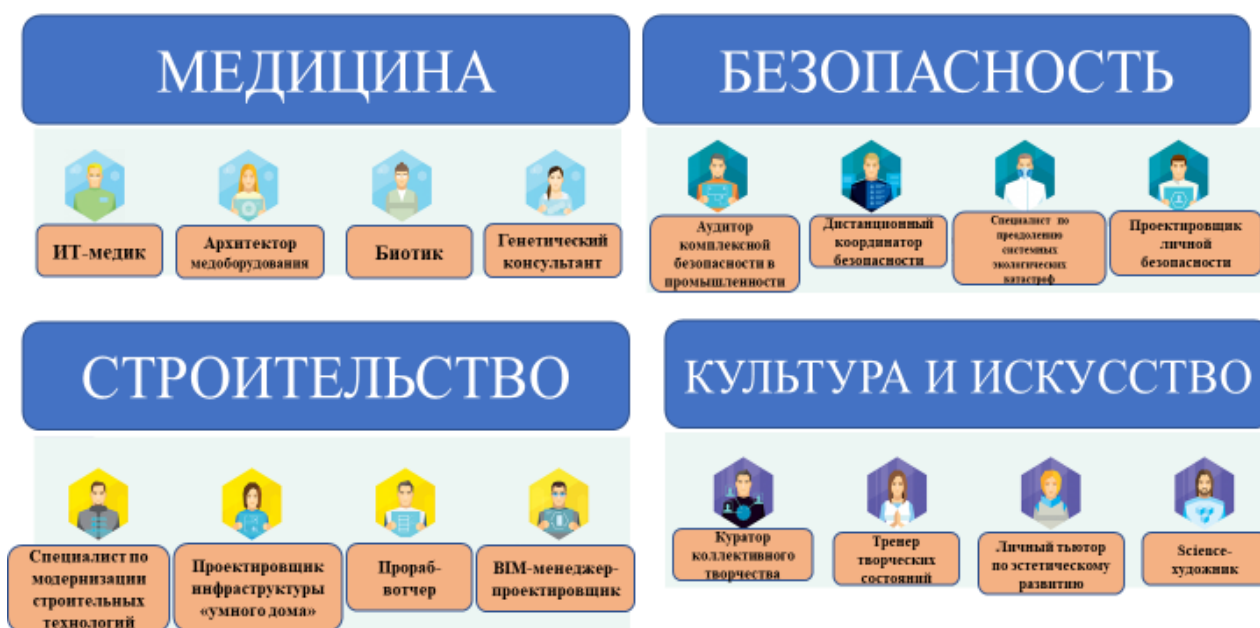 МЕДИЦИНА
ИТ-медик
Архитектор
медоборудования
Биотик
Генетический
консультант
БЕЗОПАСНОСТЬ
Аудитор
комплексной
безопасности в
промышленности
Дистанционный
координатор
безопасности
Специалист по
преодолению
системных
экологических
катастроф
Проектировщик
личной
безопасности
СТРОИТЕЛЬСТВО
Специалист по
модернизации
строительных
технологий
Проектировщик
инфраструктуры
«умного дома»
Прораб-
вотчер
BIM-менеджер-
проектировщик
КУЛЬТУРА И ИСКУССТВО
Куратор
коллективного
творчества
Тренер
творческих
состояний
Личный тьютор
по эстетическому
развитию
Science-
художник